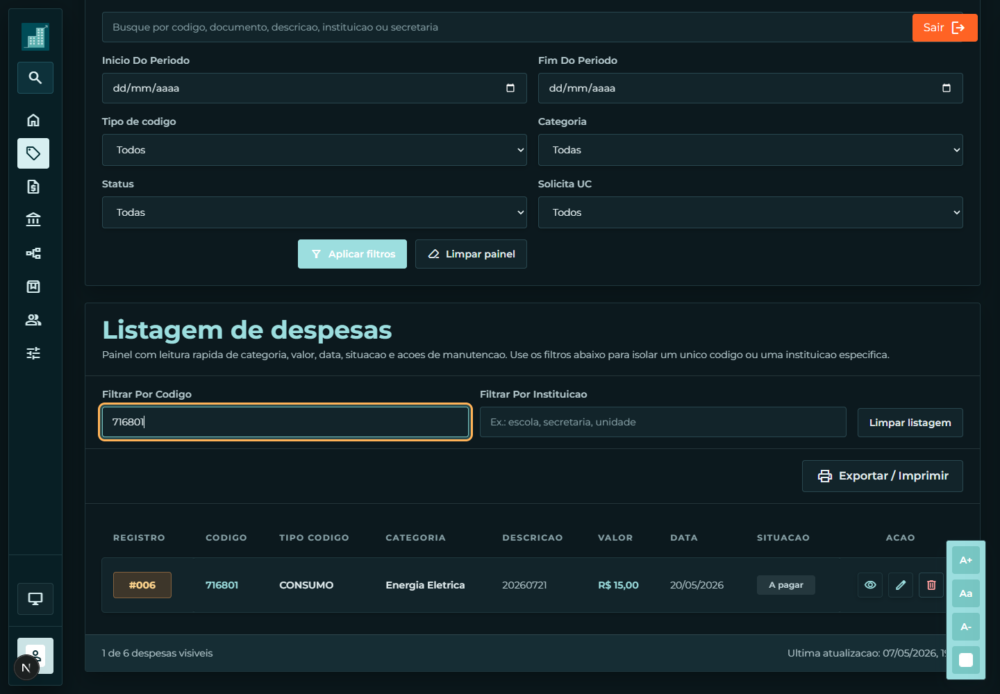 Busque por codigo, documento, descricao, instituicao ou secretaria
Sair
Inicio Do Periodo
Fim Do Periodo
dd/mm/aaaa
dd/mm/aaaa
Tipo de codigo
Categoria
Todos
Todas
Status
Solicita UC
Todas
Todos
Aplicar filtros
Limpar painel
Listagem de despesas
Painel com leitura rapida de categoria, valor, data, situacao e acoes de manutencao. Use os filtros abaixo para isolar um unico codigo ou uma instituicao especifica.
Filtrar Por Codigo
Filtrar Por Instituicao
716801
Ex.: escola, secretaria, unidade
Limpar listagem
Exportar / Imprimir
REGISTRO CODIGO TIPO CODIGO CATEGORIA DESCRICAO VALOR DATA SITUACAO ACAO
#006 716801 CONSUMO Energia Eletrica 20260721 R$ 15,00 20/05/2026 A pagar
A+
Aa
A-
1 de 6 despesas visiveis
Ultima atualizacao: 07/05/2026,
N